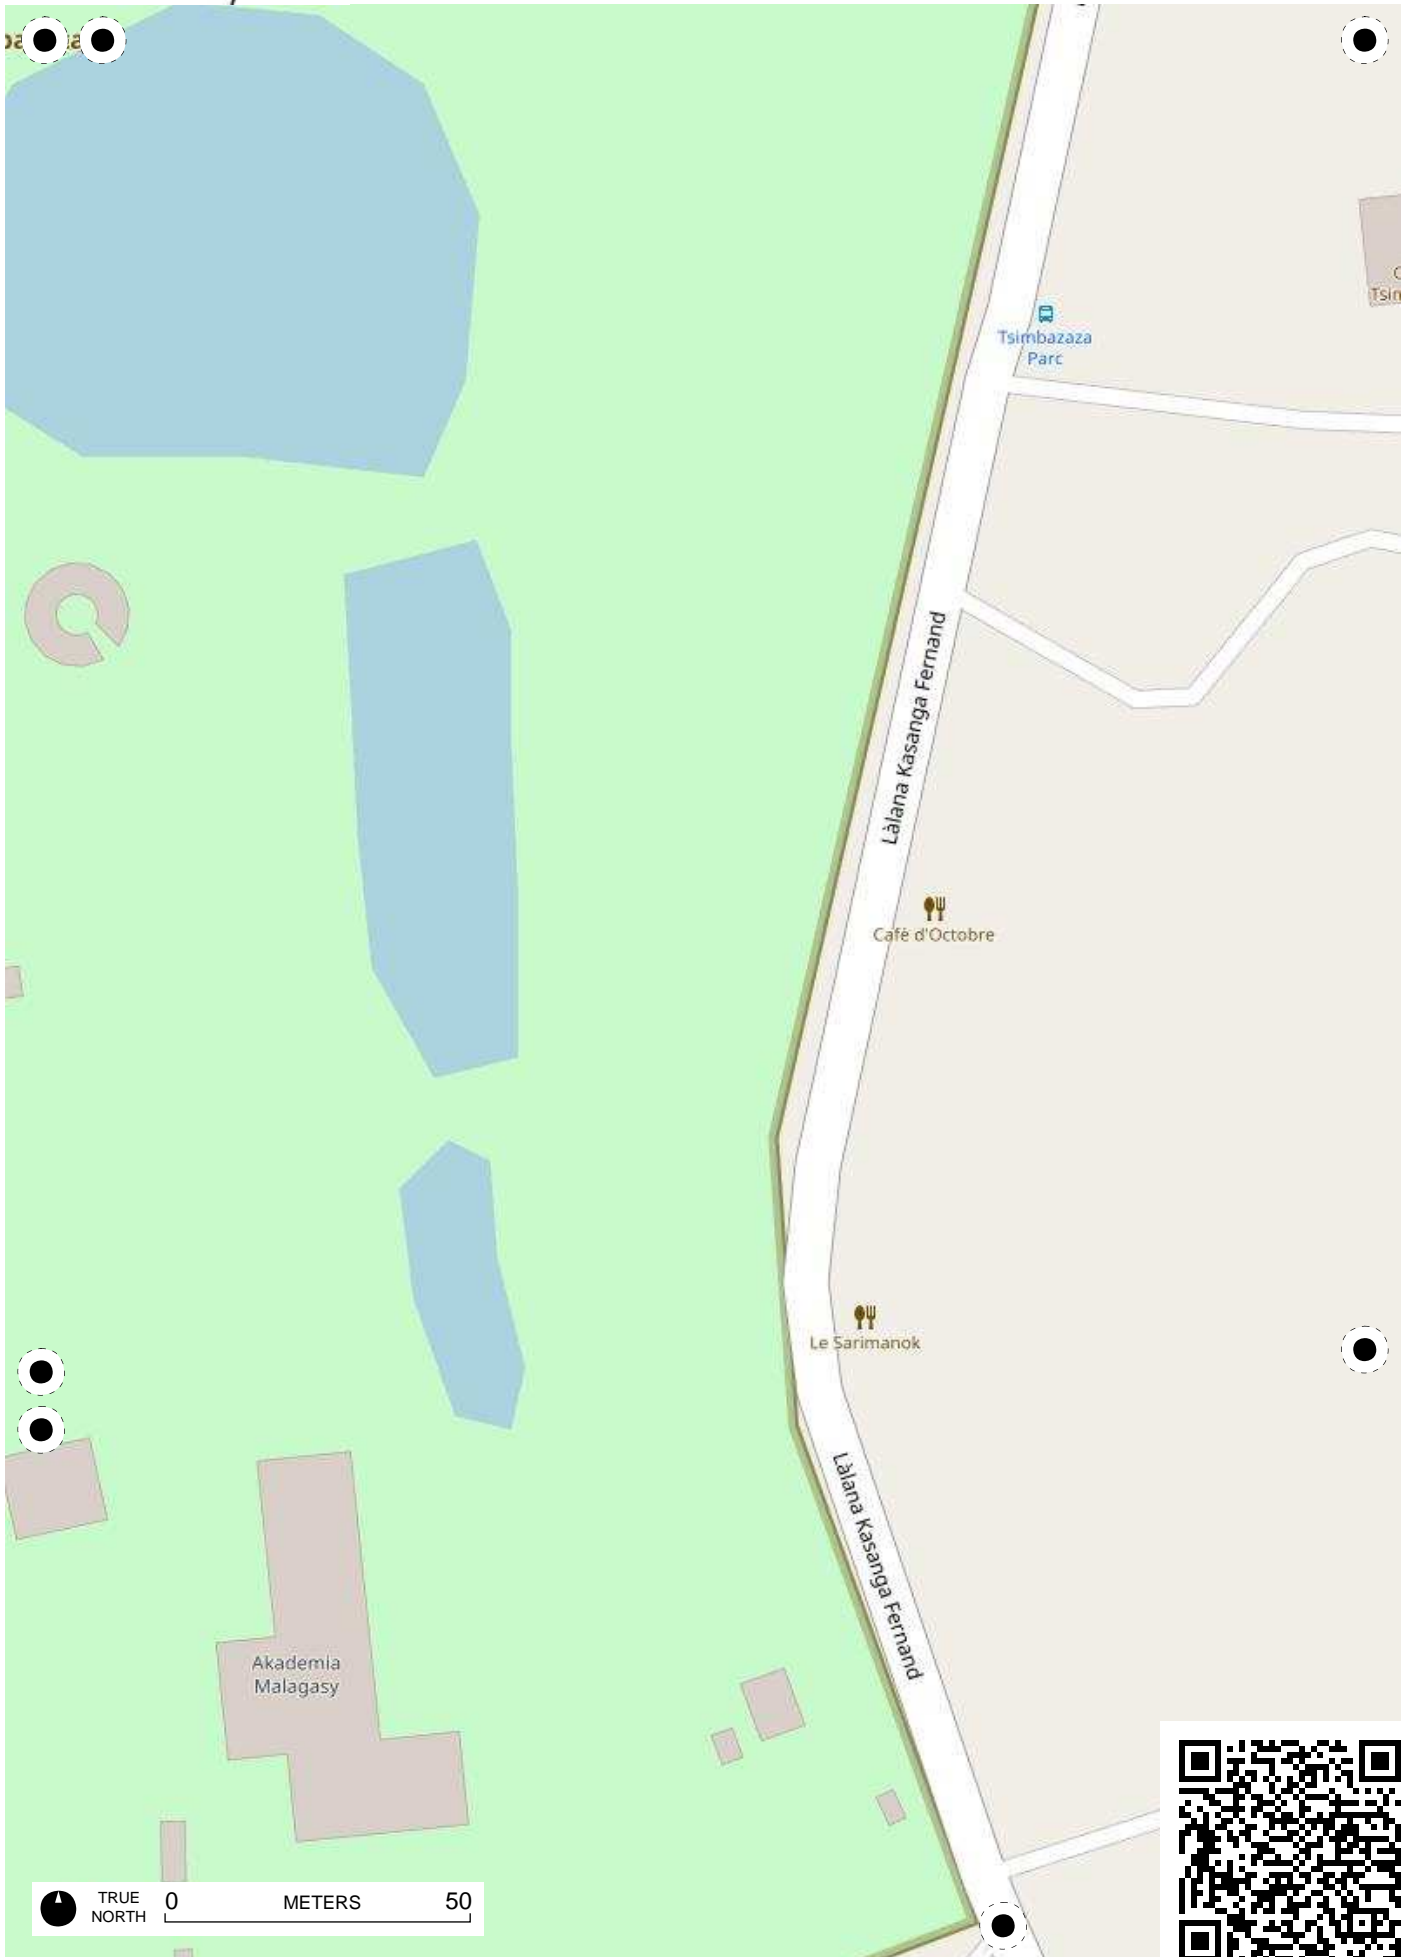 Tsimbazaza
Parc
Làlana Kasanga Fernand
Café d'Octobre
Le Sarimanok
Làlana Kasanga Fernand
Akademia
Malagasy
TRUE
NORTH
0 METERS 50